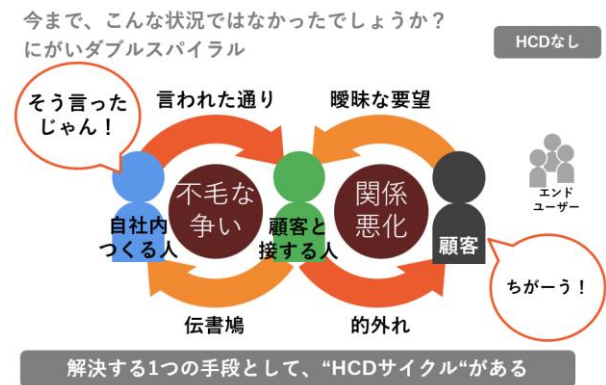 今まで、こんな状況ではなかったでしょうか？
にがいダブルスパイラル
HCDなし
そう言った
じゃん！
言われた通り
曖昧な要望
不毛な
争い
関係
悪化
エンド
ユーザー
自社内
つくる人
顧客と
接する人
顧客
ちがーう！
伝書鳩
的外れ
解決する1つの手段として、“HCDサイクル“がある